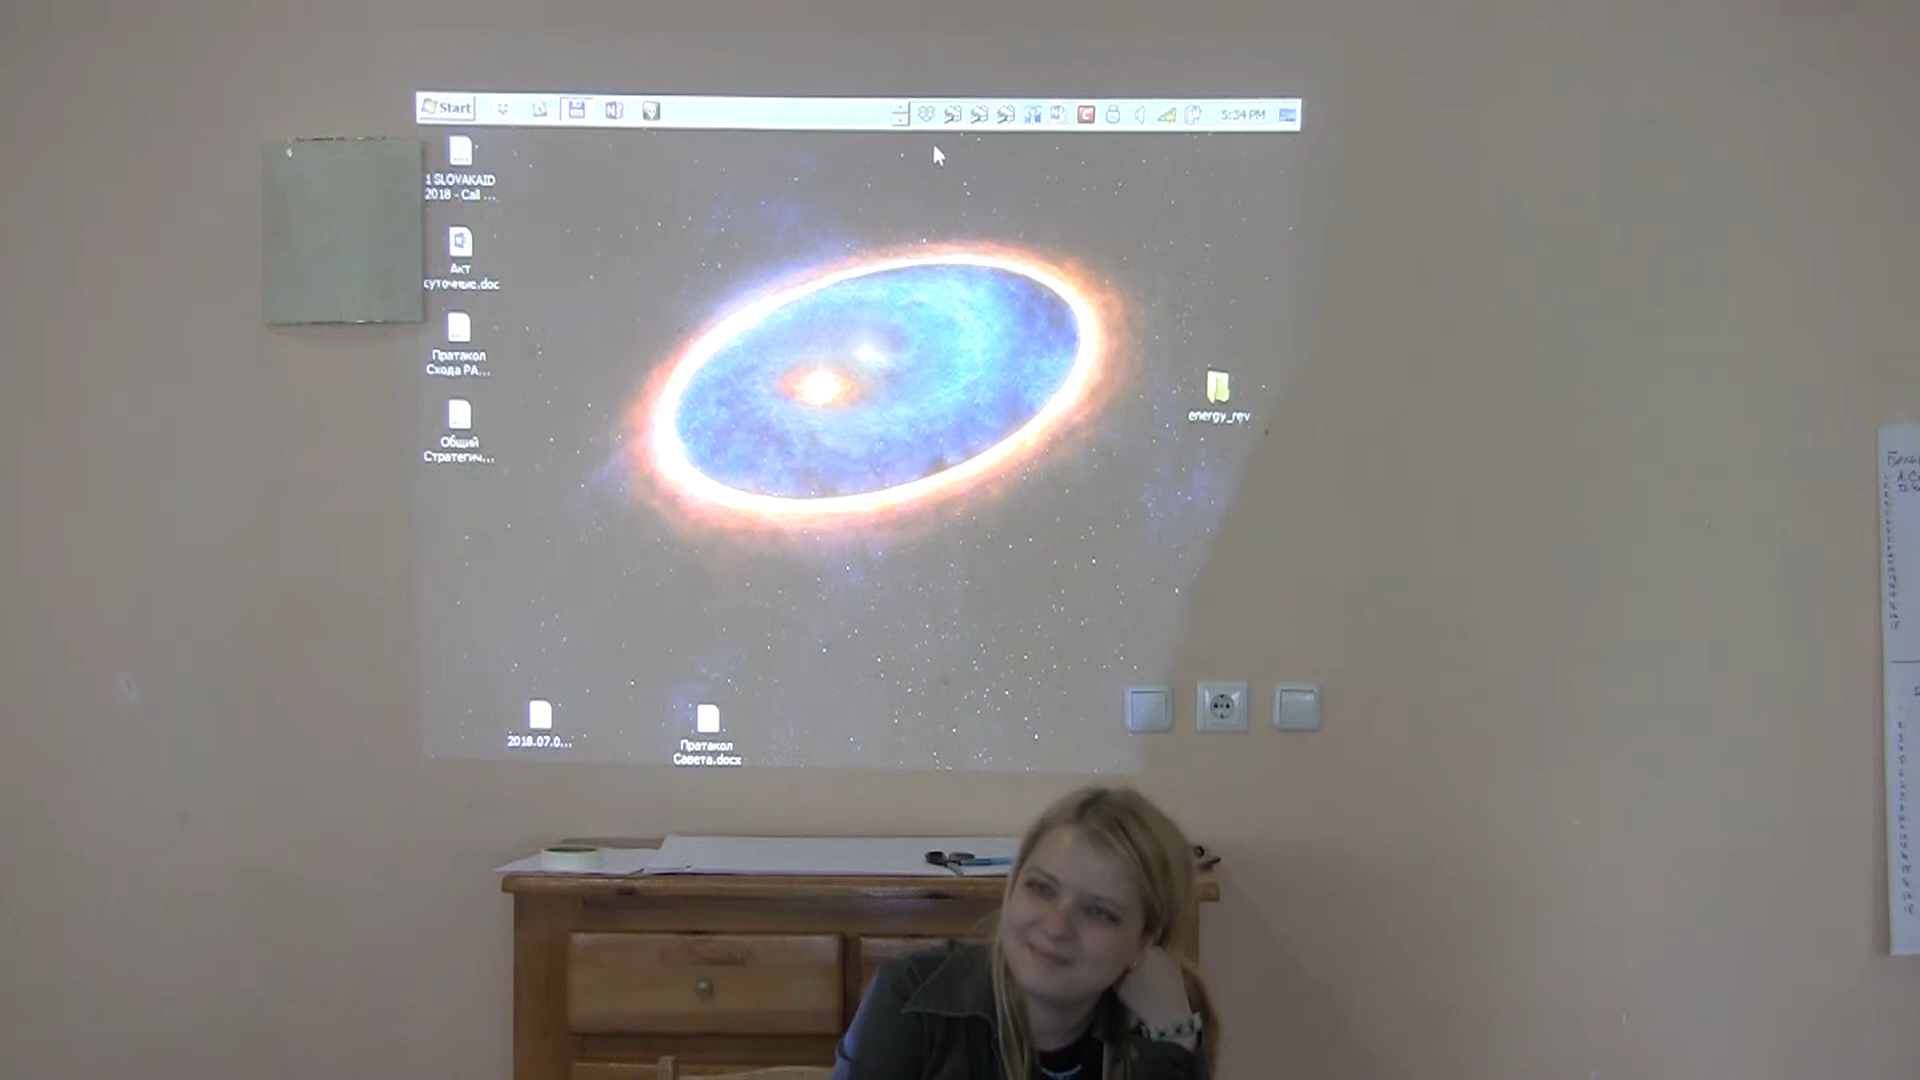 Start
5:34 PM
1 SLOVAKAID
2018 - Call ...
Акт
суточные.doc
Пратакол
Схода РА...
Общий
Стратегич...
energy_rev
2018.07.0...
Пратакол
Савета.docx